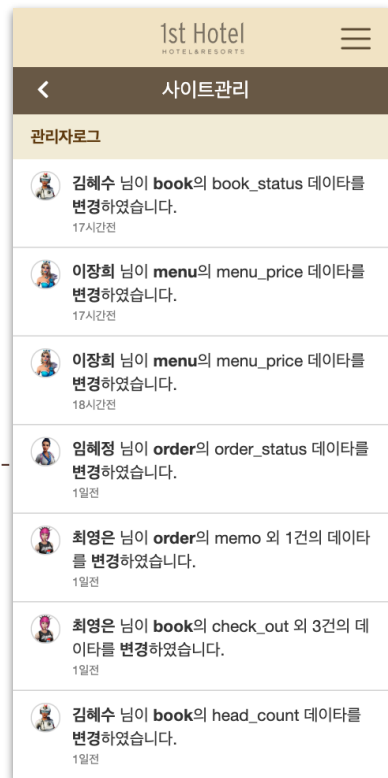 1st Hotel
HOTEL&RESORTS
사이트관리
관리자로그
김혜수 님이 book의 book_status 데이타를
변경하였습니다.
17시간전
이장희 님이 menu의 menu_price 데이타를
변경하였습니다.
17시간전
이장희 님이 menu의 menu_price 데이타를
변경하였습니다.
18시간전
임혜정 님이 order의 order_status 데이타를
변경하였습니다.
1일전
최영은 님이 order의 memo 외 1건의 데이타
를 변경하였습니다.
1일전
최영은 님이 book의 check_out 외 3건의 데
이타를 변경하였습니다.
1일전
김혜수 님이 book의 head_count 데이타를
변경하였습니다.
1일전